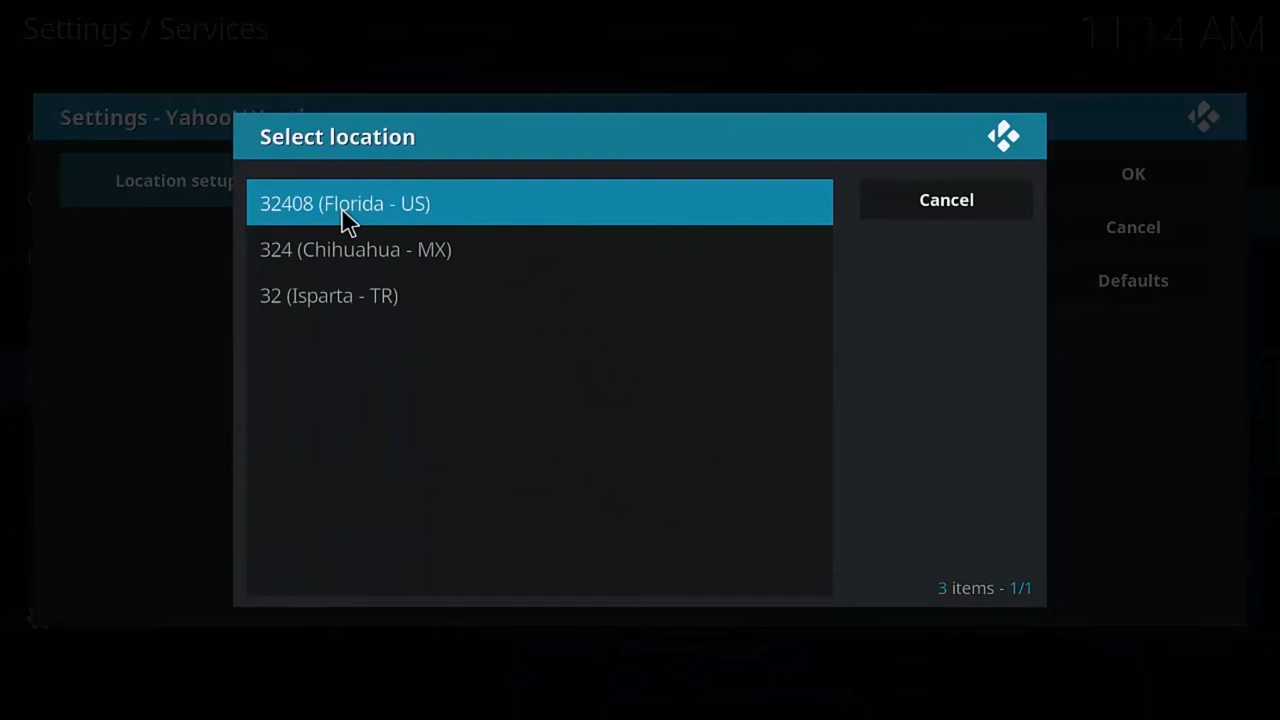 Settings / Services
11:14 AM
Settings - Yahoo!
Select location
Location setup
32408 (Florida - US)
324 (Chihuahua - MX)
32 (Isparta - TR)
Cancel
OK
Cancel
Defaults
3 items - 1/1